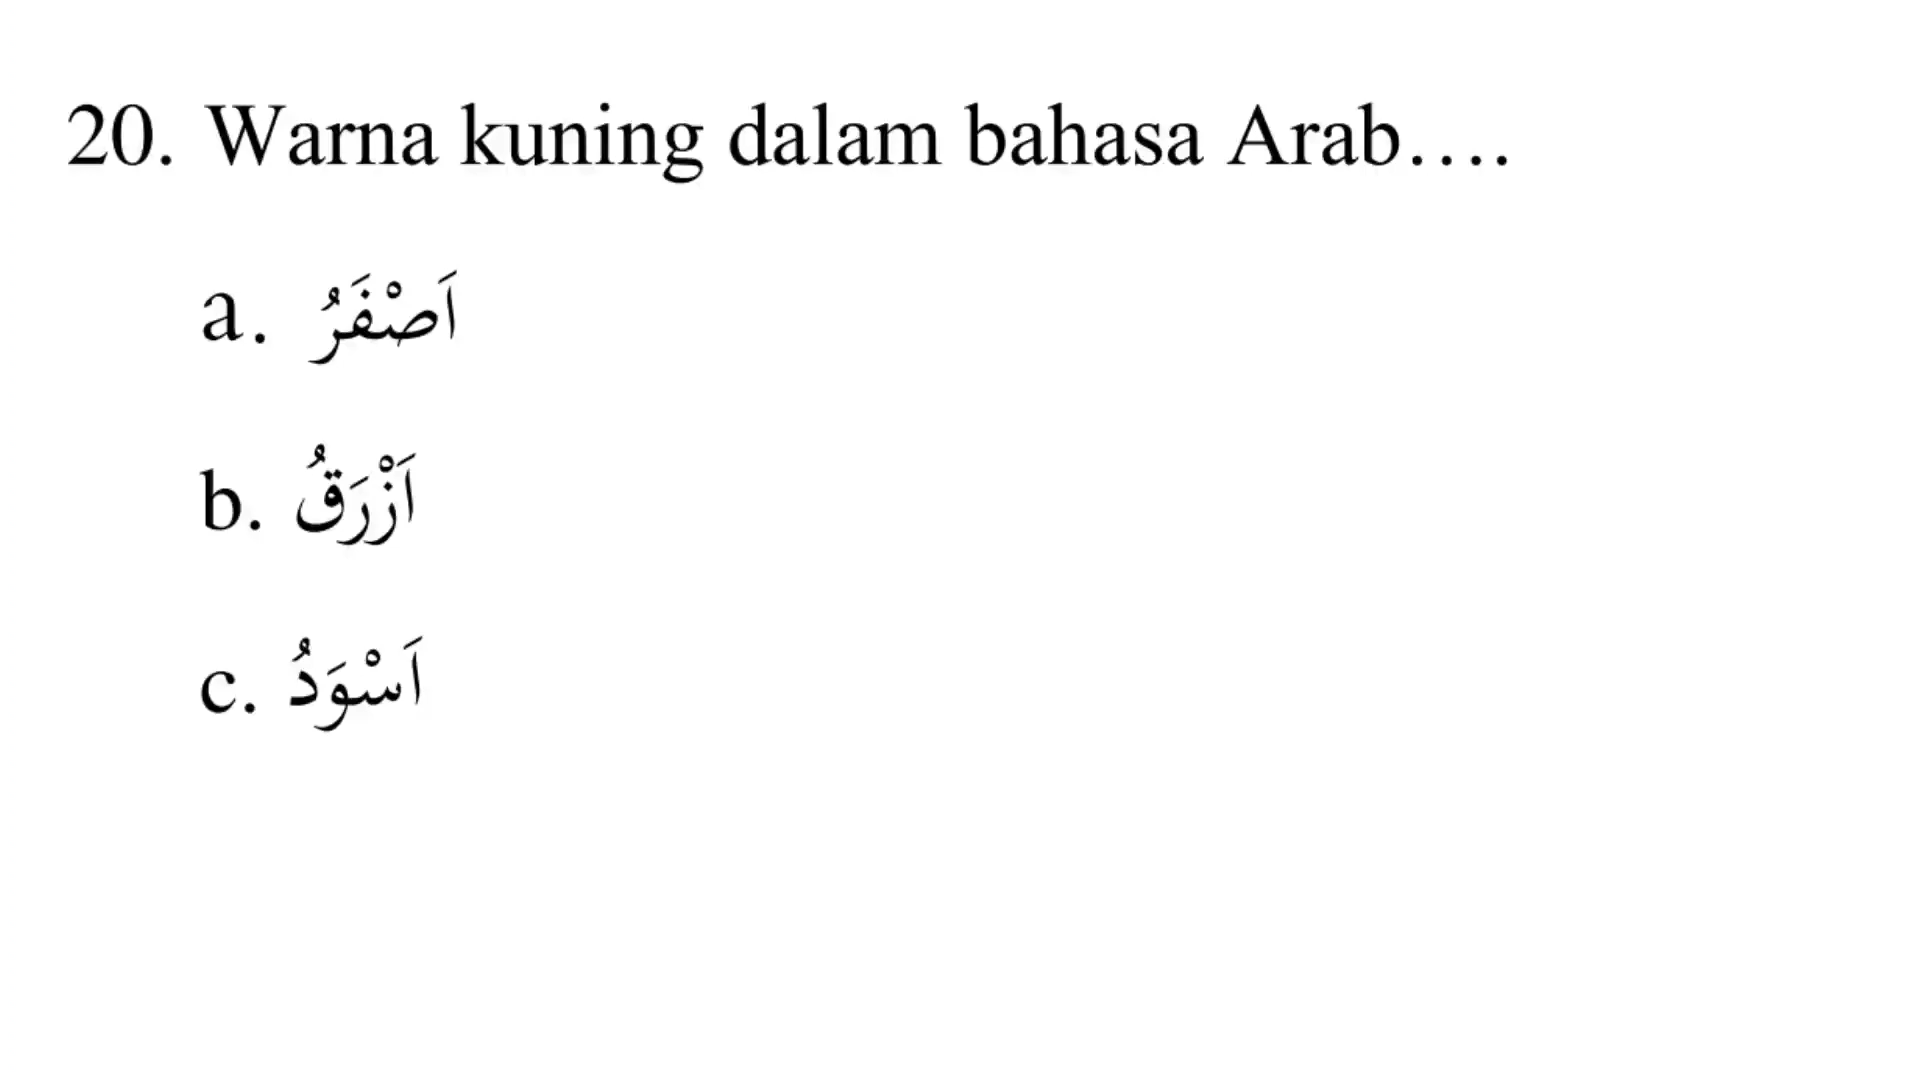 20. Warna kuning dalam bahasa Arab....
a. اَصْفَرُ
b. اَزْرَقُ
c. اَسْوَدُ